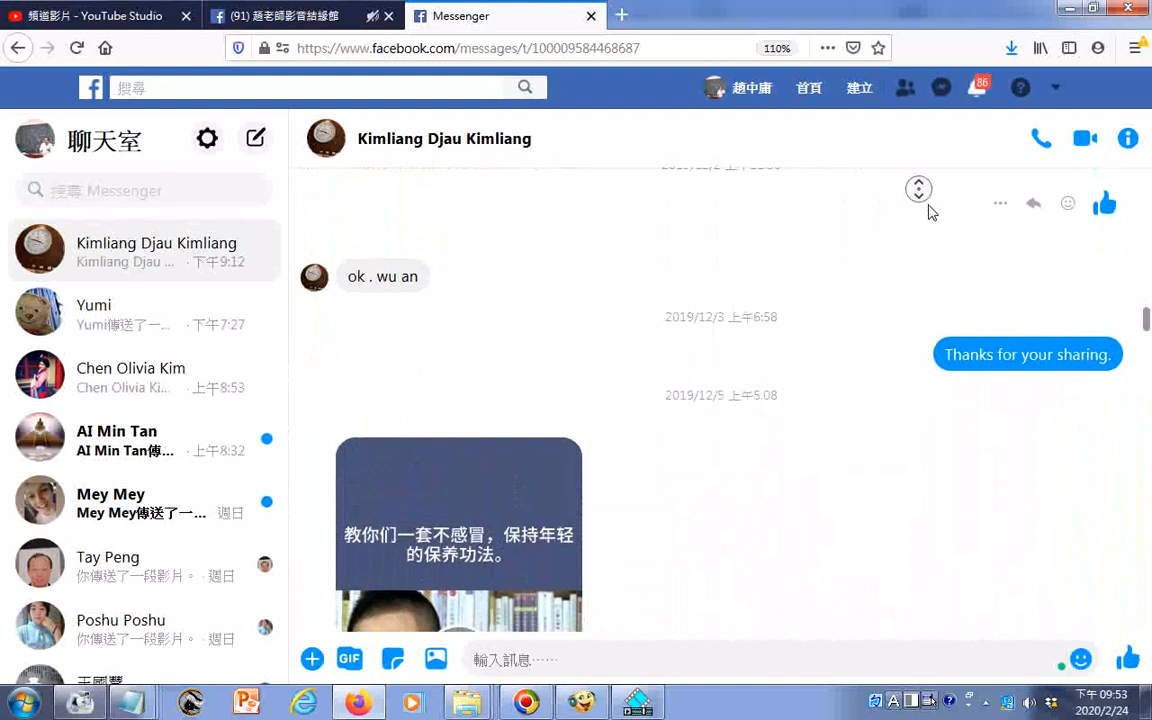 頻道影片 - YouTube Studio
(91) 趙老師影音結緣館
Messenger
https://www.facebook.com/messages/t/100009584468687
110%
搜尋
趙中庸
首頁
建立
86
聊天室
搜尋 Messenger
Kimliang Djau Kimliang
Kimliang Djau ... · 下午9:12
Yumi
Yumi傳送了一... · 下午7:27
Chen Olivia Kim
Chen Olivia Ki... · 上午8:53
AI Min Tan
AI Min Tan傳... · 上午8:32
Mey Mey
Mey Mey傳送了一... · 週日
Tay Peng
你傳送了一段影片。 · 週日
Poshu Poshu
你傳送了一段影片。 · 週日
王國豐
Kimliang Djau Kimliang
ok . wu an
2019/12/3 上午6:58
Thanks for your sharing.
2019/12/5 上午5:08
教你们一套不感冒，保持年轻
的保养功法。
GIF
輸入訊息……
下午 09:53
2020/2/24